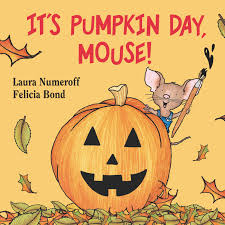 IT'S PUMPKIN DAY,
MOUSE!
Laura Numeroff
Felicia Bond